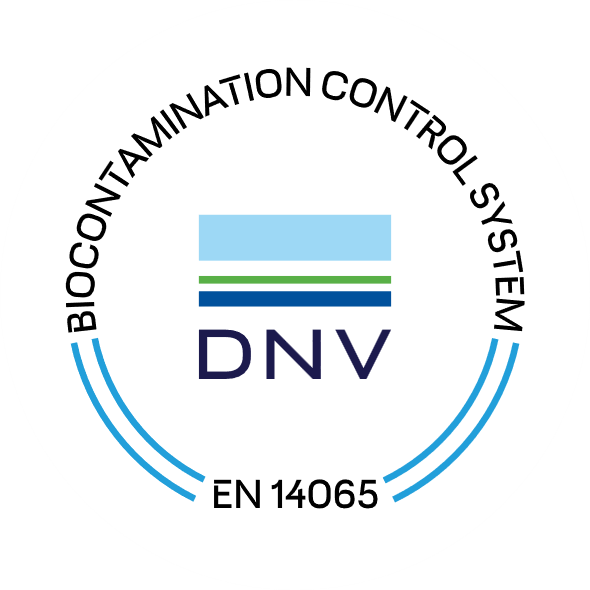 BIOCONTAMINATION CONTROL SYSTEM
DNV
EN 14065